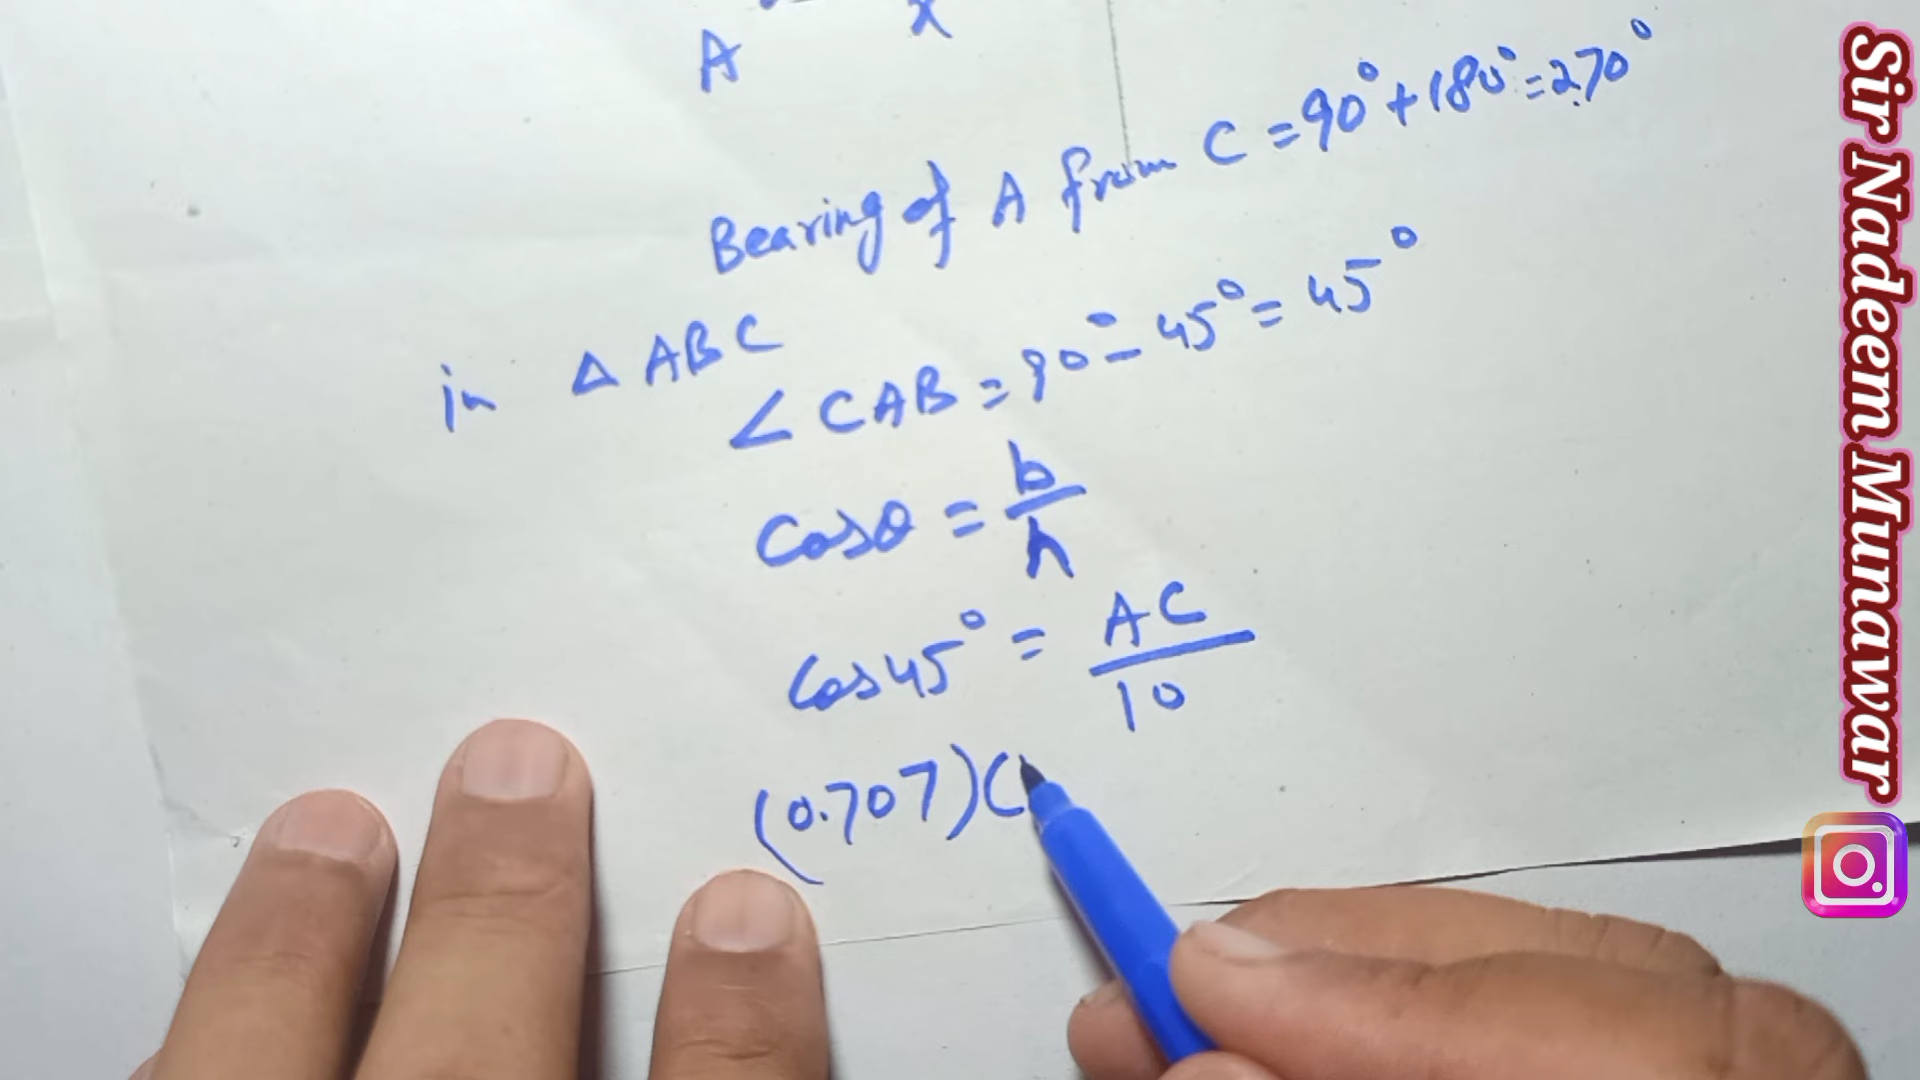 A x
Bearing of A from C = 90° + 180° = 270°
in △ ABC
∠ CAB = 90° - 45° = 45°
Cosθ = b/h
Cos45° = AC/10
(0.707)(
Sir Nadeem Munawar